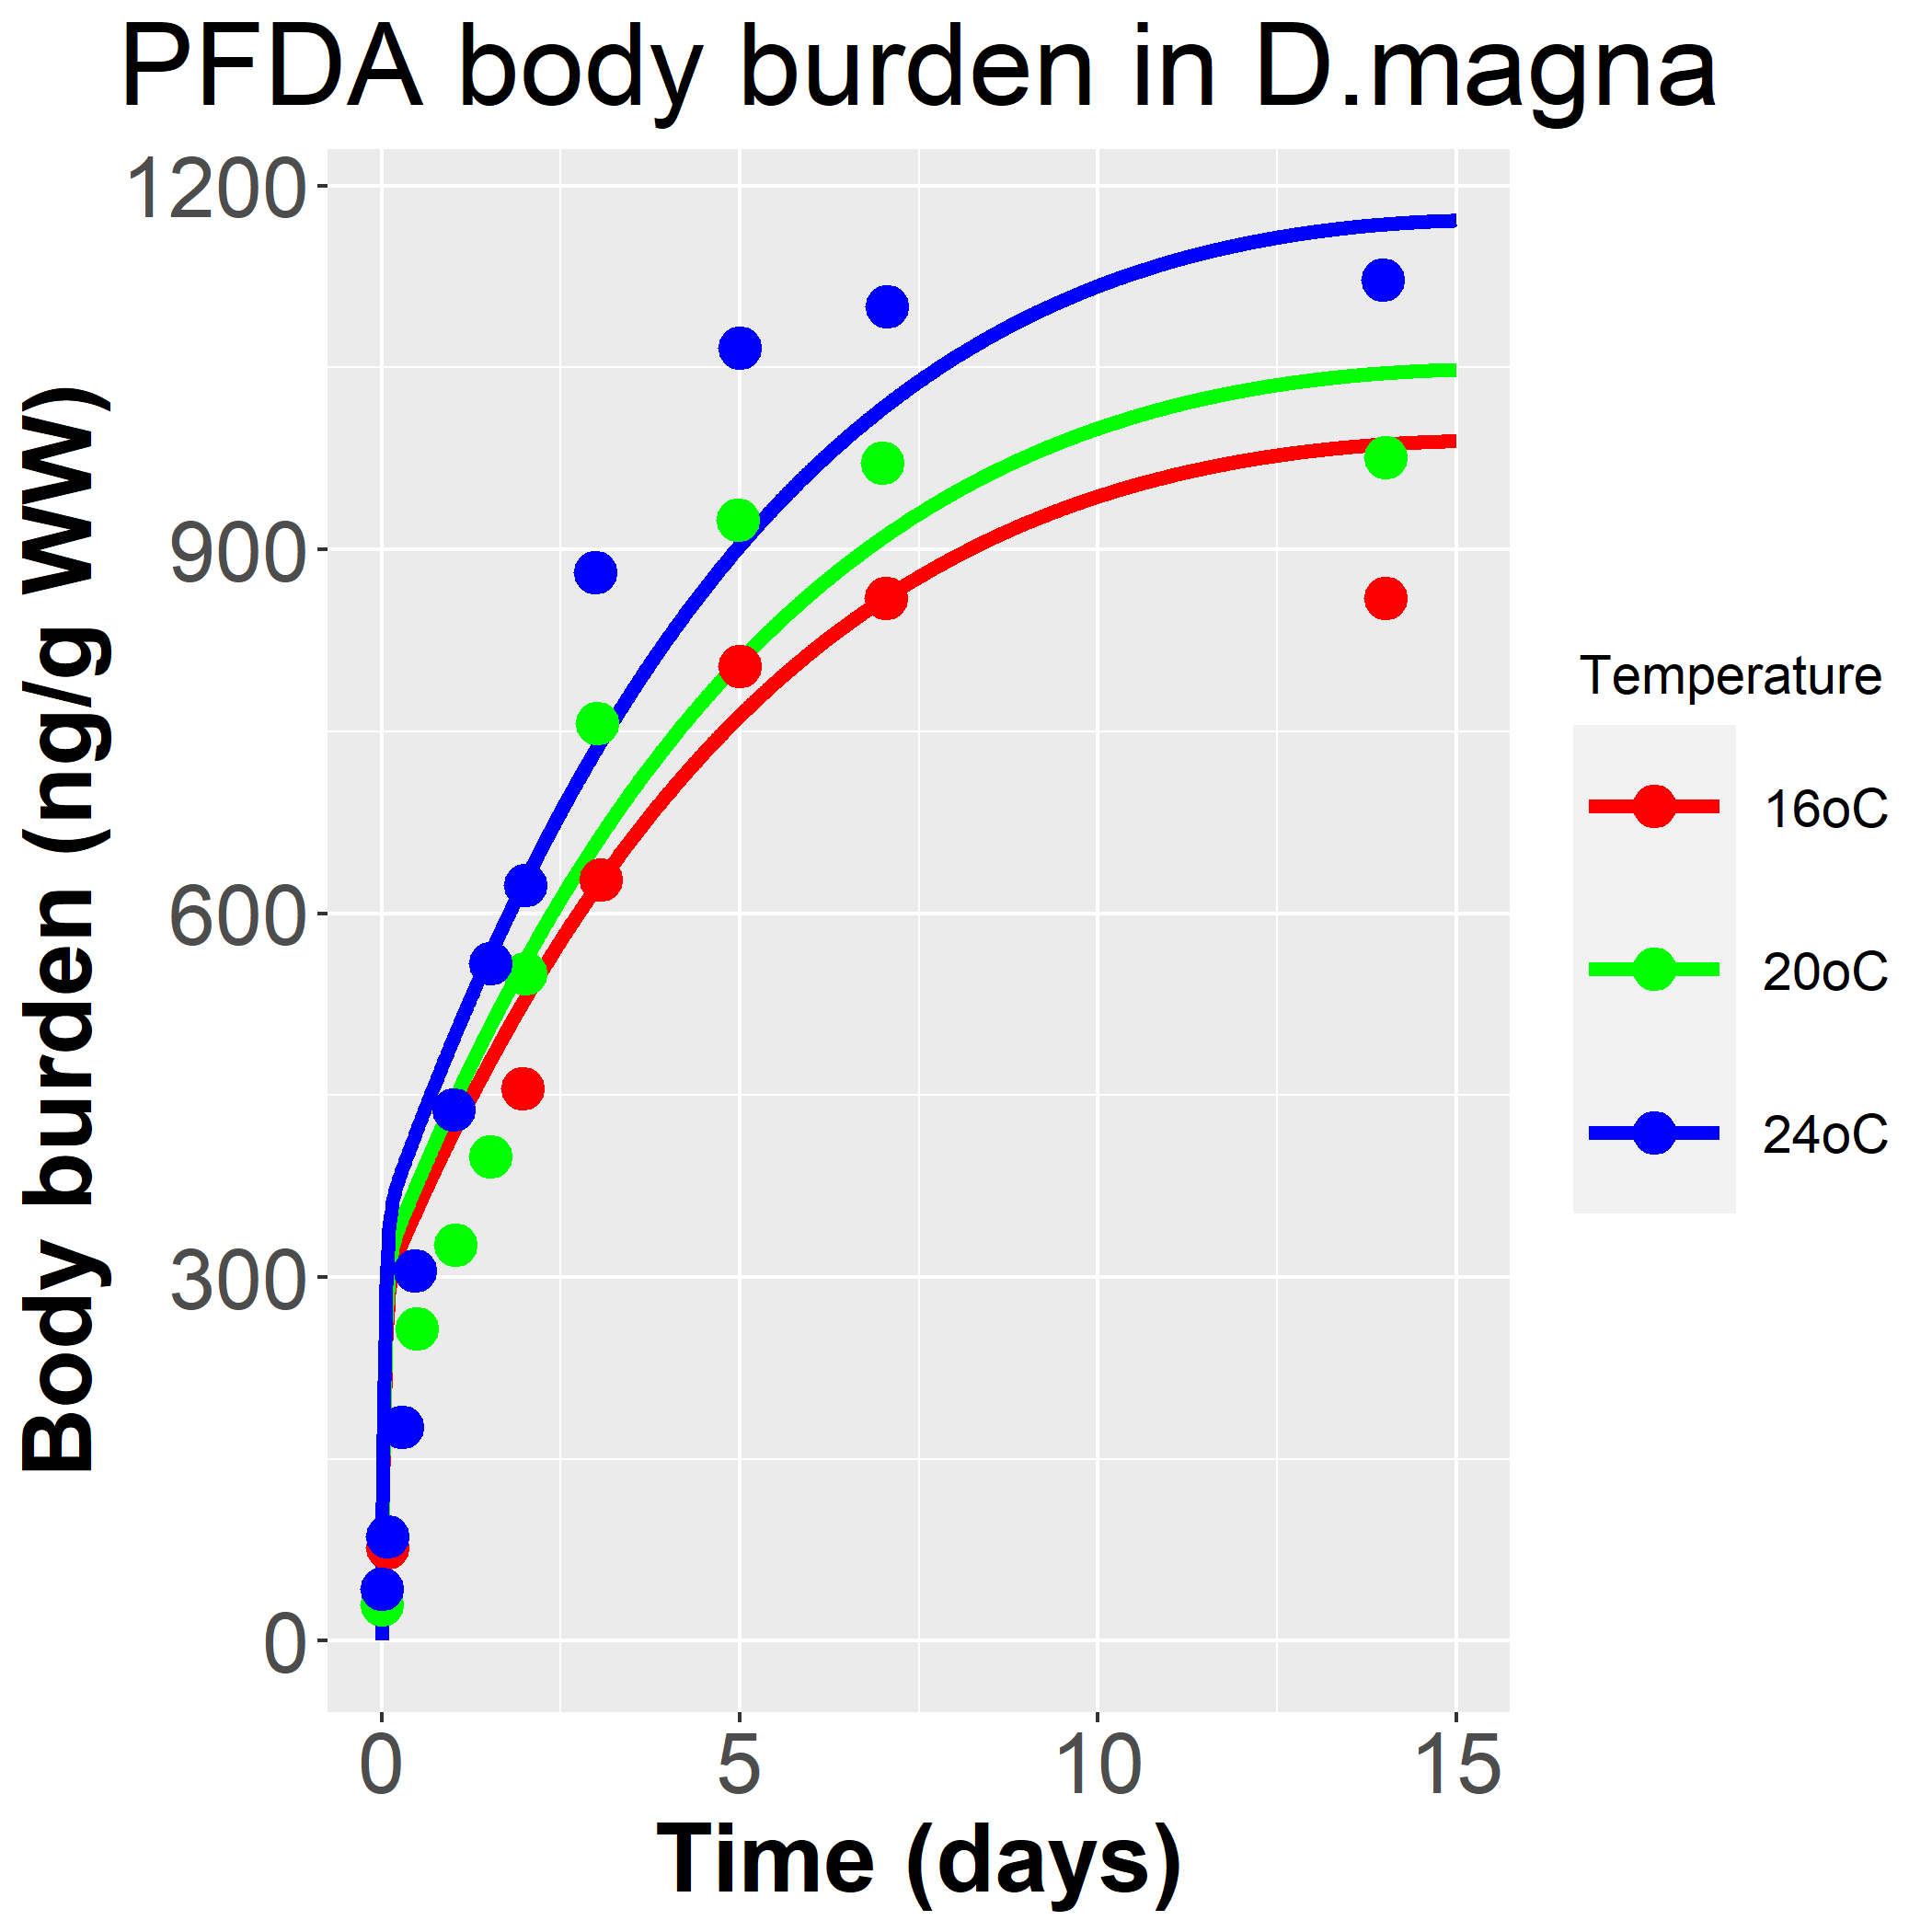 PFDA body burden in D.magna
1200
900
600
300
0
Body burden (ng/g WW)
0 5 10 15
Time (days)
Temperature
16oC
20oC
24oC